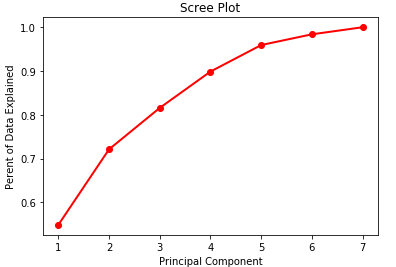 Scree Plot
1.0
0.9
0.8
0.7
0.6
Perent of Data Explained
1 2 3 4 5 6 7
Principal Component